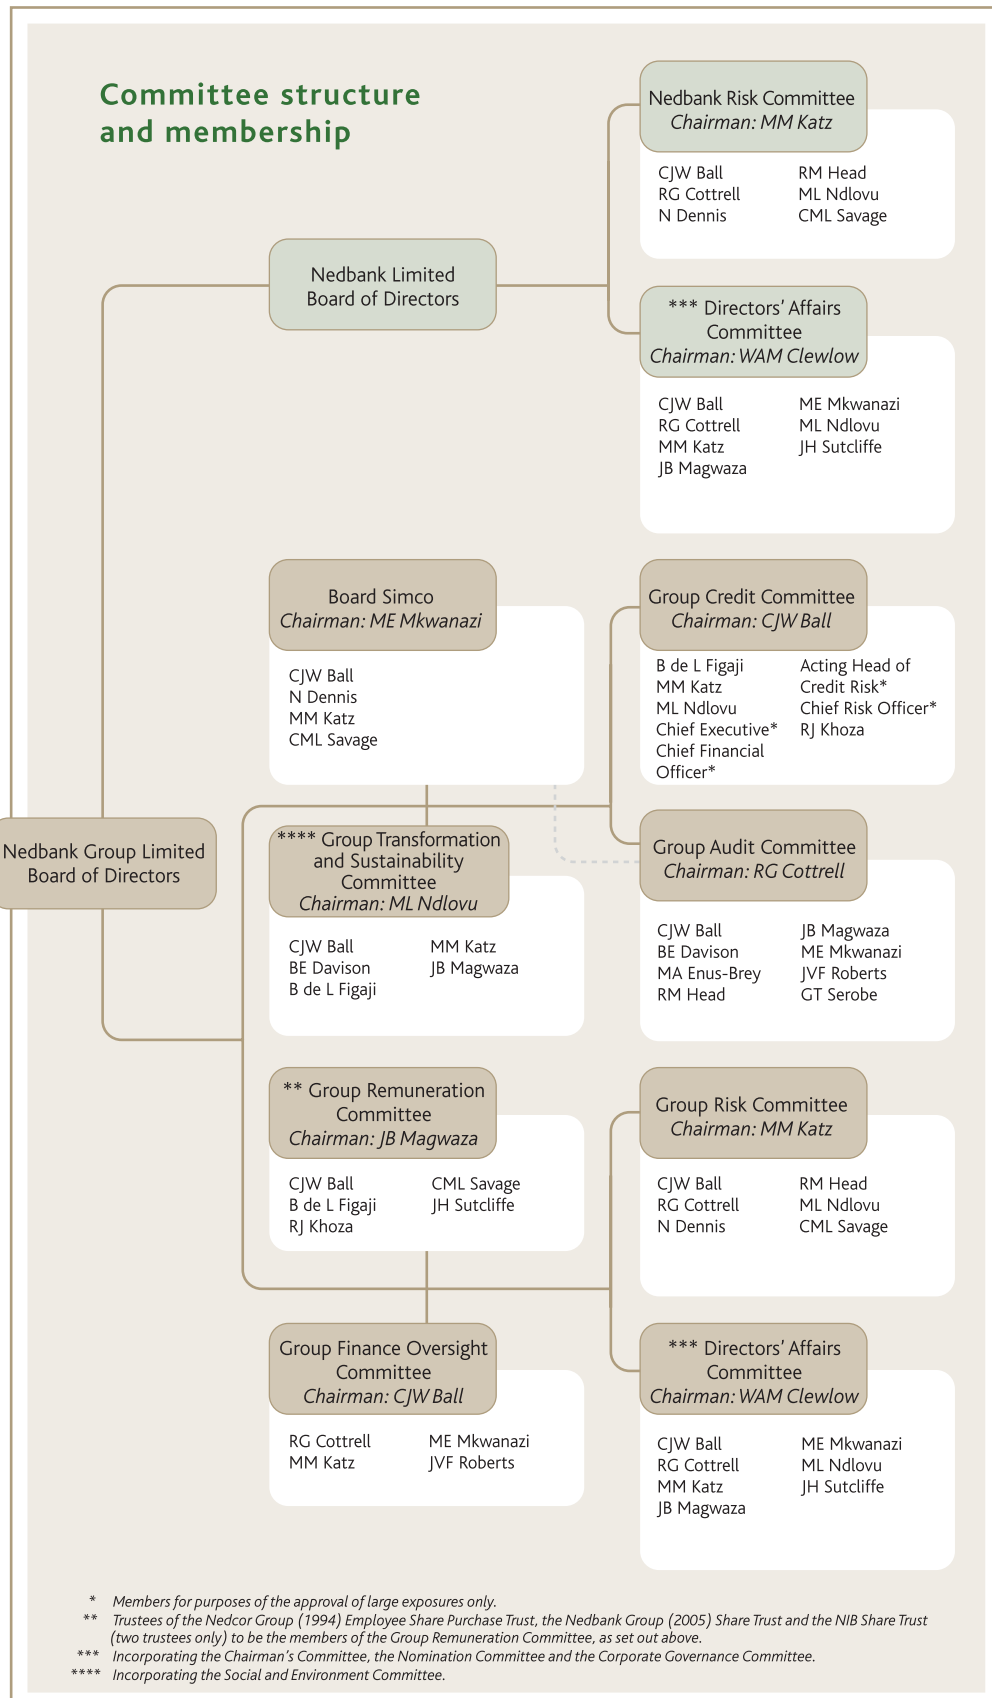 Committee structure
and membership
Nedbank Risk Committee
Chairman: MM Katz
CJW Ball
RG Cottrell
N Dennis
RM Head
ML Ndlovu
CML Savage
Nedbank Limited
Board of Directors
*** Directors' Affairs
Committee
Chairman: WAM Clewlow
CJW Ball
RG Cottrell
MM Katz
JB Magwaza
ME Mkwanazi
ML Ndlovu
JH Sutcliffe
Board Simco
Chairman: ME Mkwanazi
CJW Ball
N Dennis
MM Katz
CML Savage
Group Credit Committee
Chairman: CJW Ball
B de L Figaji
MM Katz
ML Ndlovu
Chief Executive*
Chief Financial
Officer*
Acting Head of
Credit Risk*
Chief Risk Officer*
RJ Khoza
Nedbank Group Limited
Board of Directors
**** Group Transformation
and Sustainability
Committee
Chairman: ML Ndlovu
CJW Ball
BE Davison
B de L Figaji
MM Katz
JB Magwaza
Group Audit Committee
Chairman: RG Cottrell
CJW Ball
BE Davison
MA Enus-Brey
RM Head
JB Magwaza
ME Mkwanazi
JVF Roberts
GT Serobe
** Group Remuneration
Committee
Chairman: JB Magwaza
CJW Ball
B de L Figaji
RJ Khoza
CML Savage
JH Sutcliffe
Group Risk Committee
Chairman: MM Katz
CJW Ball
RG Cottrell
N Dennis
RM Head
ML Ndlovu
CML Savage
Group Finance Oversight
Committee
Chairman: CJW Ball
RG Cottrell
MM Katz
ME Mkwanazi
JVF Roberts
*** Directors' Affairs
Committee
Chairman: WAM Clewlow
CJW Ball
RG Cottrell
MM Katz
JB Magwaza
ME Mkwanazi
ML Ndlovu
JH Sutcliffe
* Members for purposes of the approval of large exposures only.
** Trustees of the Nedcor Group (1994) Employee Share Purchase Trust, the Nedbank Group (2005) Share Trust and the NIB Share Trust
(two trustees only) to be the members of the Group Remuneration Committee, as set out above.
*** Incorporating the Chairman's Committee, the Nomination Committee and the Corporate Governance Committee.
**** Incorporating the Social and Environment Committee.